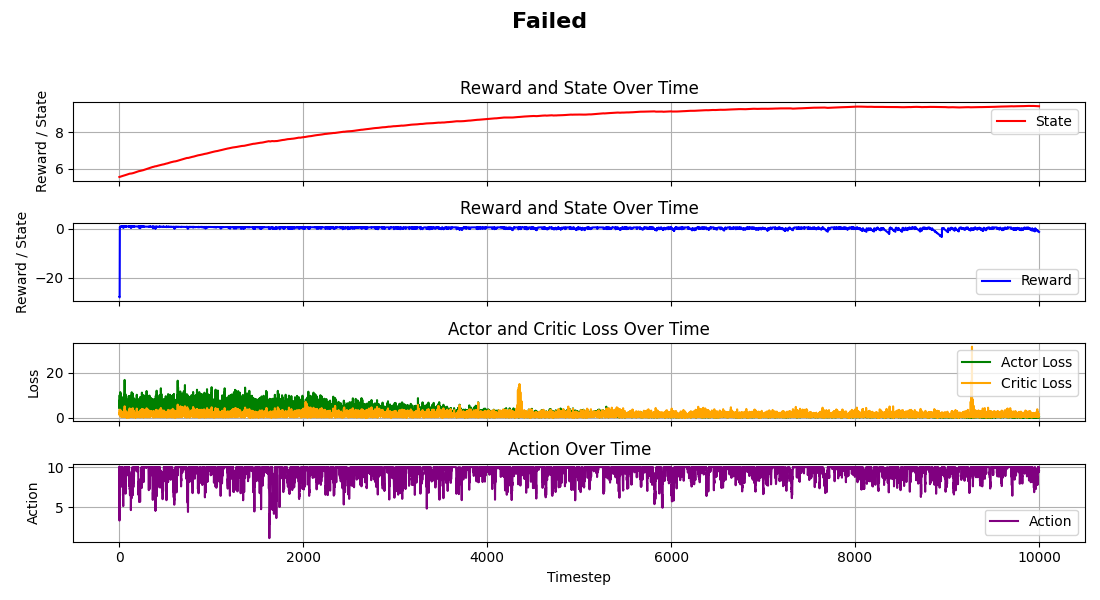 Failed
Reward and State Over Time
Reward / State
8
6
State
Reward and State Over Time
Reward / State
0
−20
Reward
Actor and Critic Loss Over Time
Loss
20
0
Actor Loss
Critic Loss
Action Over Time
Action
10
5
Action
0 2000 4000 6000 8000 10000
Timestep